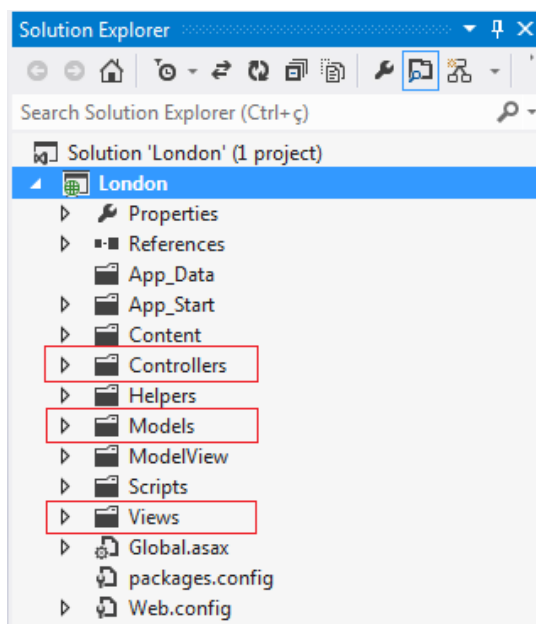 Solution Explorer
Search Solution Explorer (Ctrl+ç)
Solution 'London' (1 project)
London
Properties
References
App_Data
App_Start
Content
Controllers
Helpers
Models
ModelView
Scripts
Views
Global.asax
packages.config
Web.config